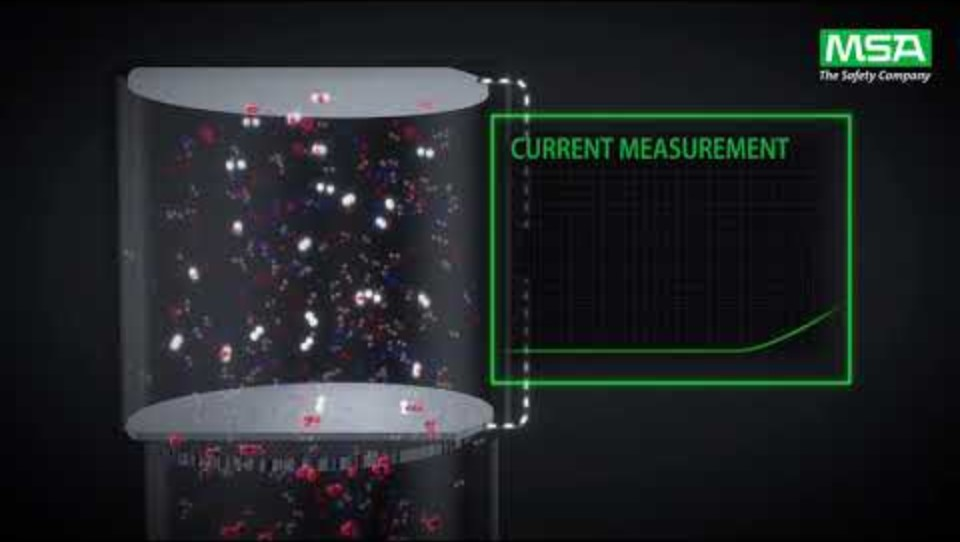 MSA
The Safety Company
CURRENT MEASUREMENT